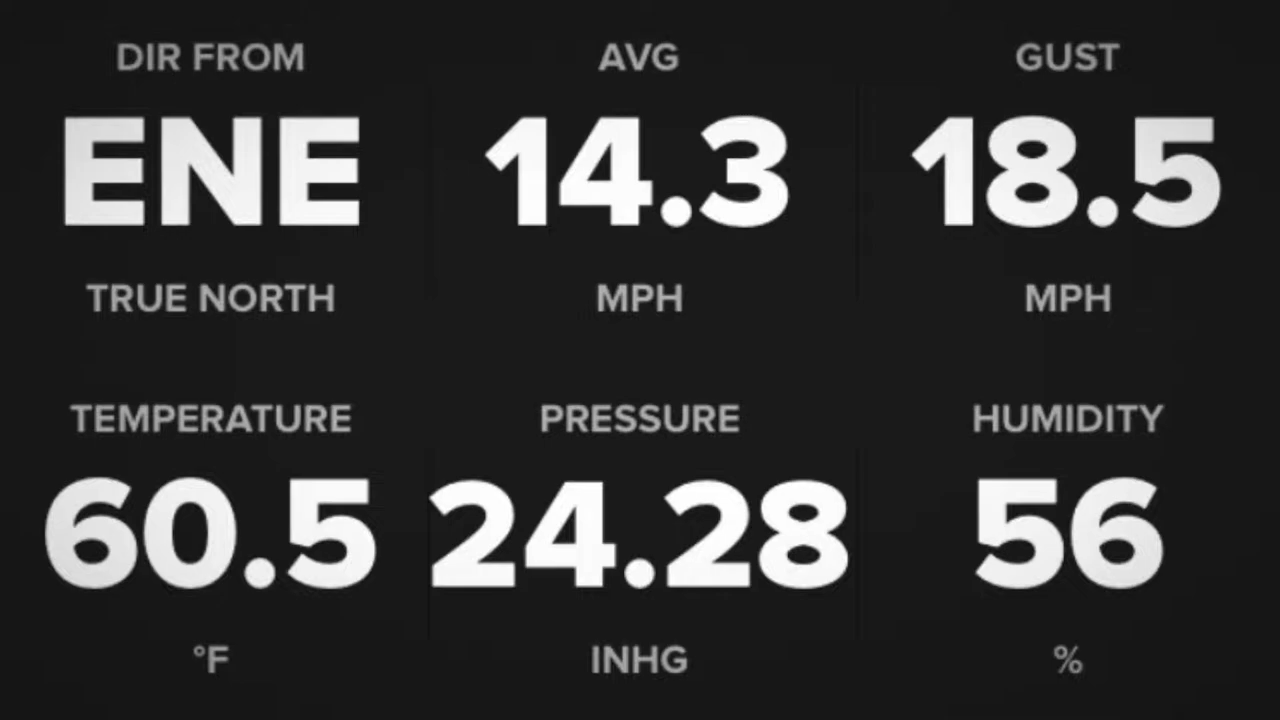 DIR FROM
AVG
GUST
ENE
14.3
18.5
TRUE NORTH
MPH
MPH
TEMPERATURE
PRESSURE
HUMIDITY
60.5
24.28
56
°F
INHG
%